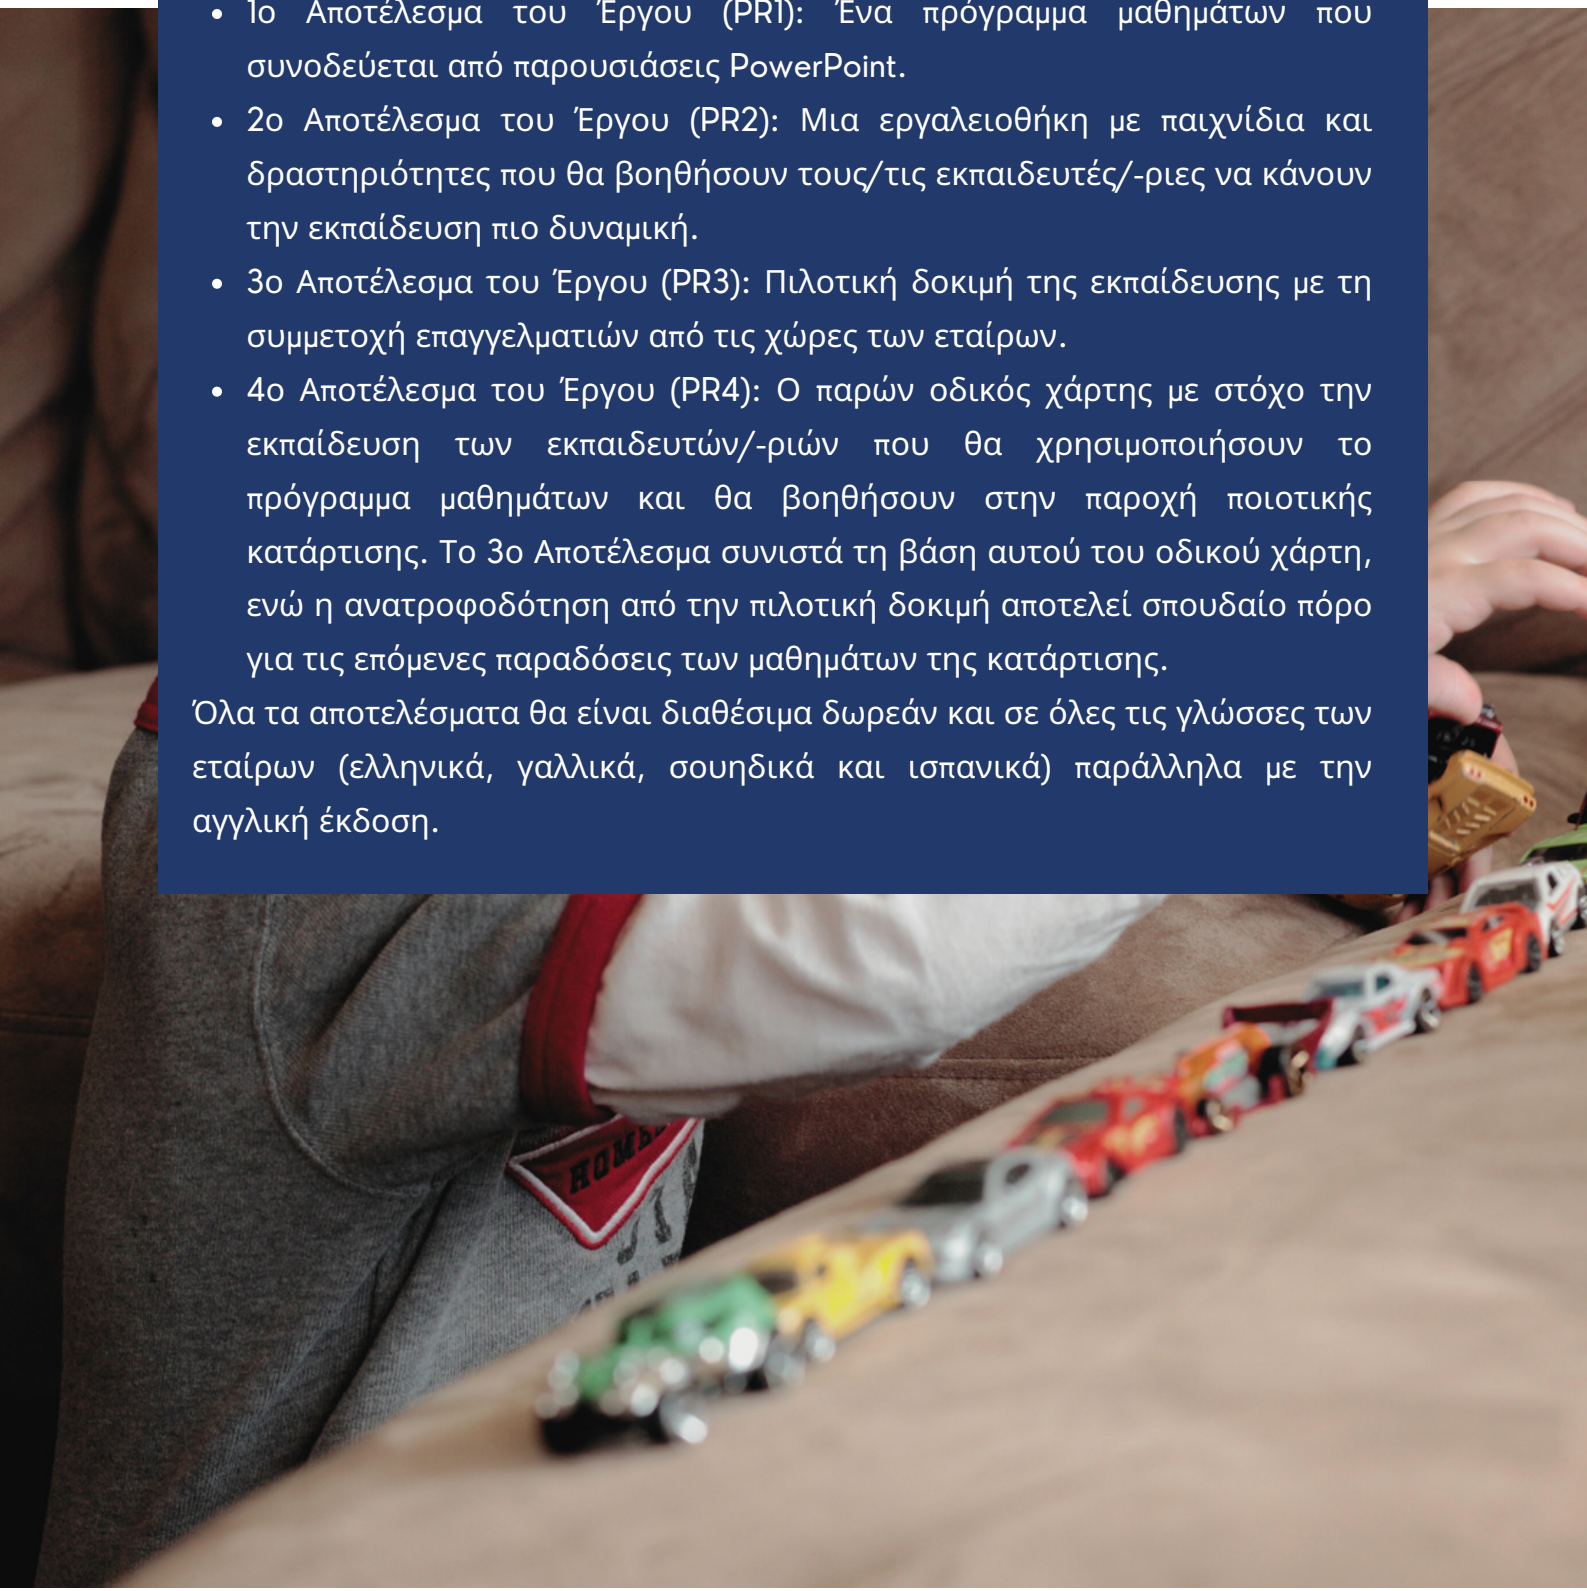 • 1ο Αποτέλεσμα του Έργου (PR1): Ένα πρόγραμμα μαθημάτων που
συνοδεύεται από παρουσιάσεις PowerPoint.
• 2ο Αποτέλεσμα του Έργου (PR2): Μια εργαλειοθήκη με παιχνίδια και
δραστηριότητες που θα βοηθήσουν τους/τις εκπαιδευτές/-ριες να κάνουν
την εκπαίδευση πιο δυναμική.
• 3ο Αποτέλεσμα του Έργου (PR3): Πιλοτική δοκιμή της εκπαίδευσης με τη
συμμετοχή επαγγελματιών από τις χώρες των εταίρων.
• 4ο Αποτέλεσμα του Έργου (PR4): Ο παρών οδικός χάρτης με στόχο την
εκπαίδευση των εκπαιδευτών/-ριών που θα χρησιμοποιήσουν το
πρόγραμμα μαθημάτων και θα βοηθήσουν στην παροχή ποιοτικής
κατάρτισης. Το 3ο Αποτέλεσμα συνιστά τη βάση αυτού του οδικού χάρτη,
ενώ η ανατροφοδότηση από την πιλοτική δοκιμή αποτελεί σπουδαίο πόρο
για τις επόμενες παραδόσεις των μαθημάτων της κατάρτισης.
Όλα τα αποτελέσματα θα είναι διαθέσιμα δωρεάν και σε όλες τις γλώσσες των
εταίρων (ελληνικά, γαλλικά, σουηδικά και ισπανικά) παράλληλα με την
αγγλική έκδοση.